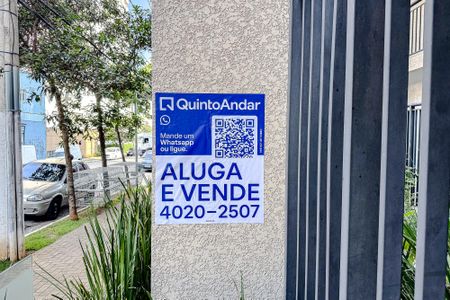 QuintoAndar
Mande um
Whatsapp
ou ligue.
ALUGA
E VENDE
4020-2507